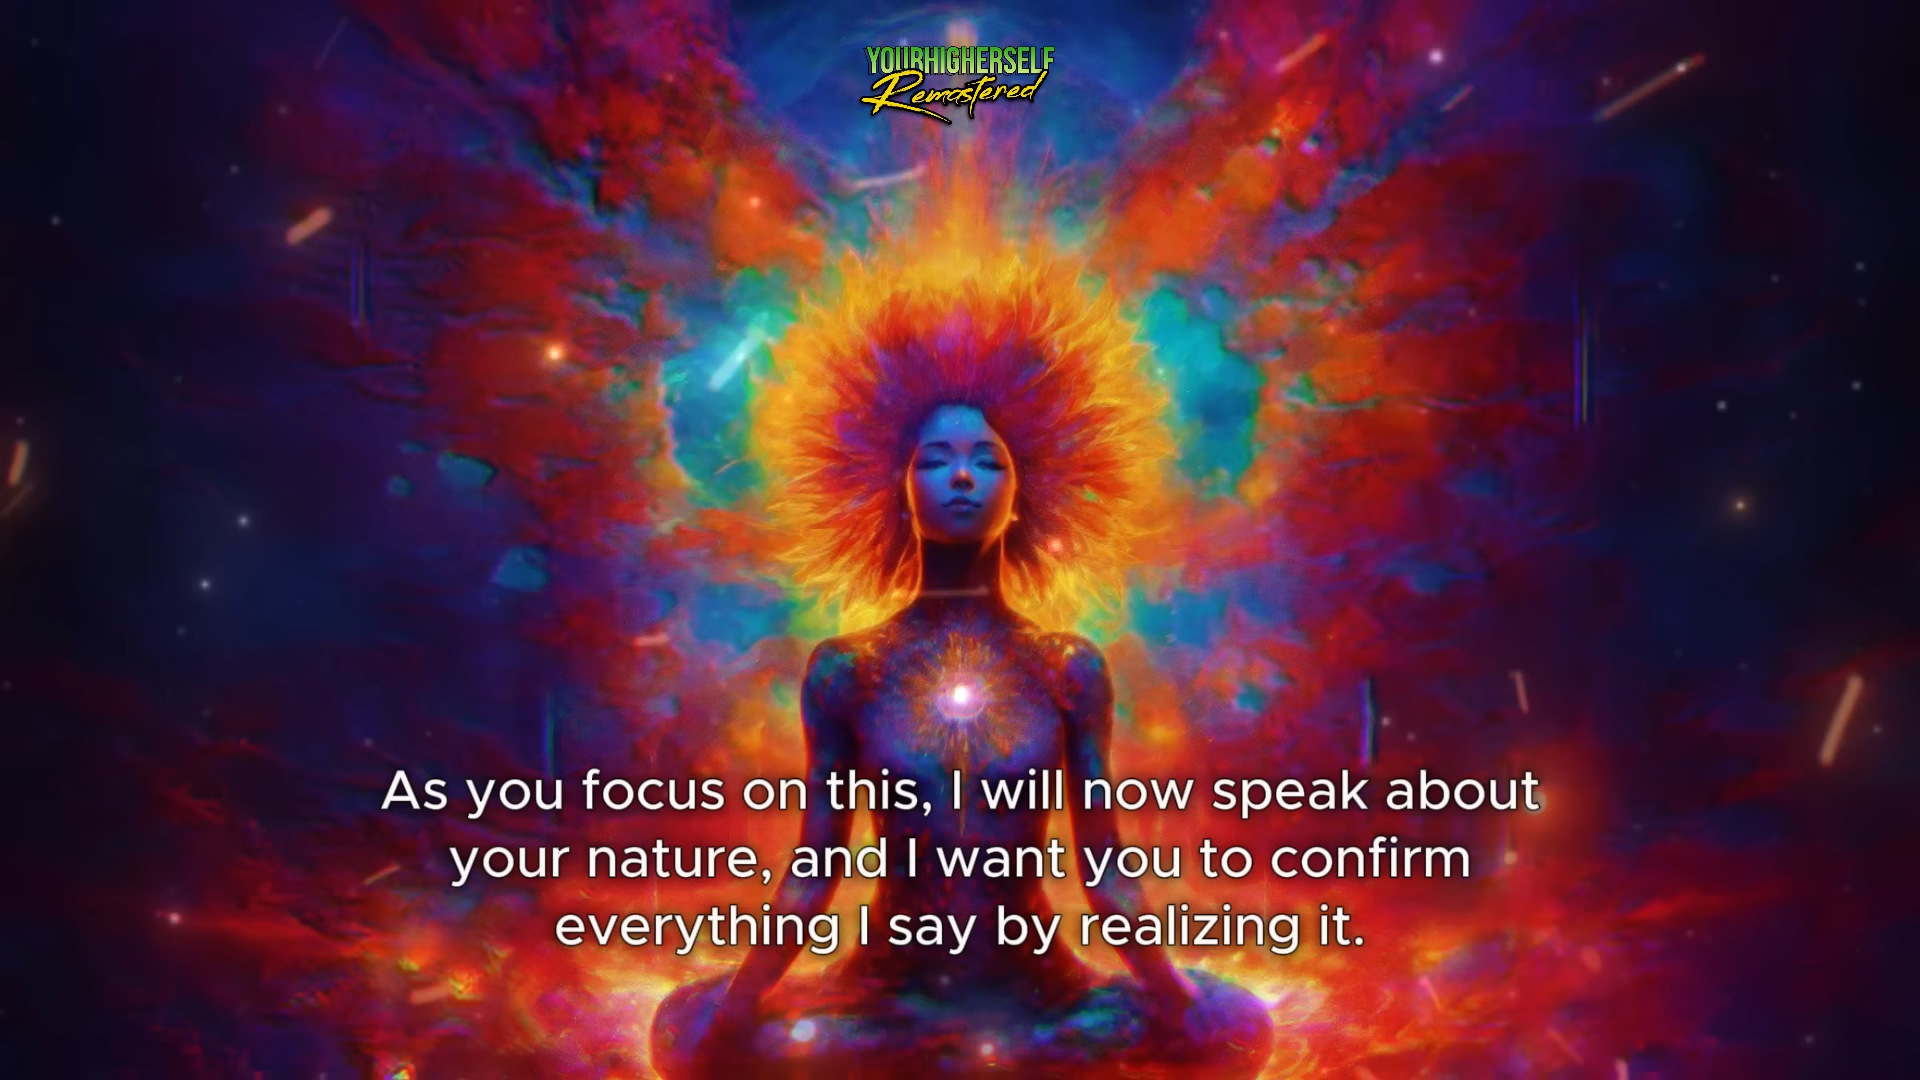 YOURHIGHERSELF
Remastered
As you focus on this, I will now speak about
your nature, and I want you to confirm
everything I say by realizing it.